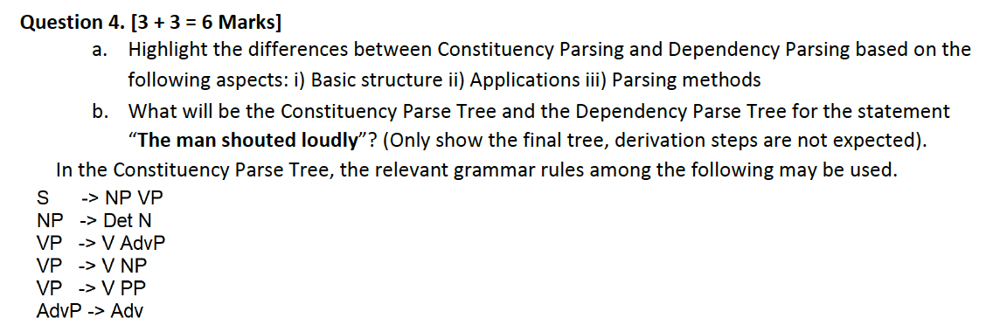 Question 4. [3 + 3 = 6 Marks]
a. Highlight the differences between Constituency Parsing and Dependency Parsing based on the
following aspects: i) Basic structure ii) Applications iii) Parsing methods
b. What will be the Constituency Parse Tree and the Dependency Parse Tree for the statement
“The man shouted loudly”? (Only show the final tree, derivation steps are not expected).
In the Constituency Parse Tree, the relevant grammar rules among the following may be used.
S -> NP VP
NP -> Det N
VP -> V AdvP
VP -> V NP
VP -> V PP
AdvP -> Adv